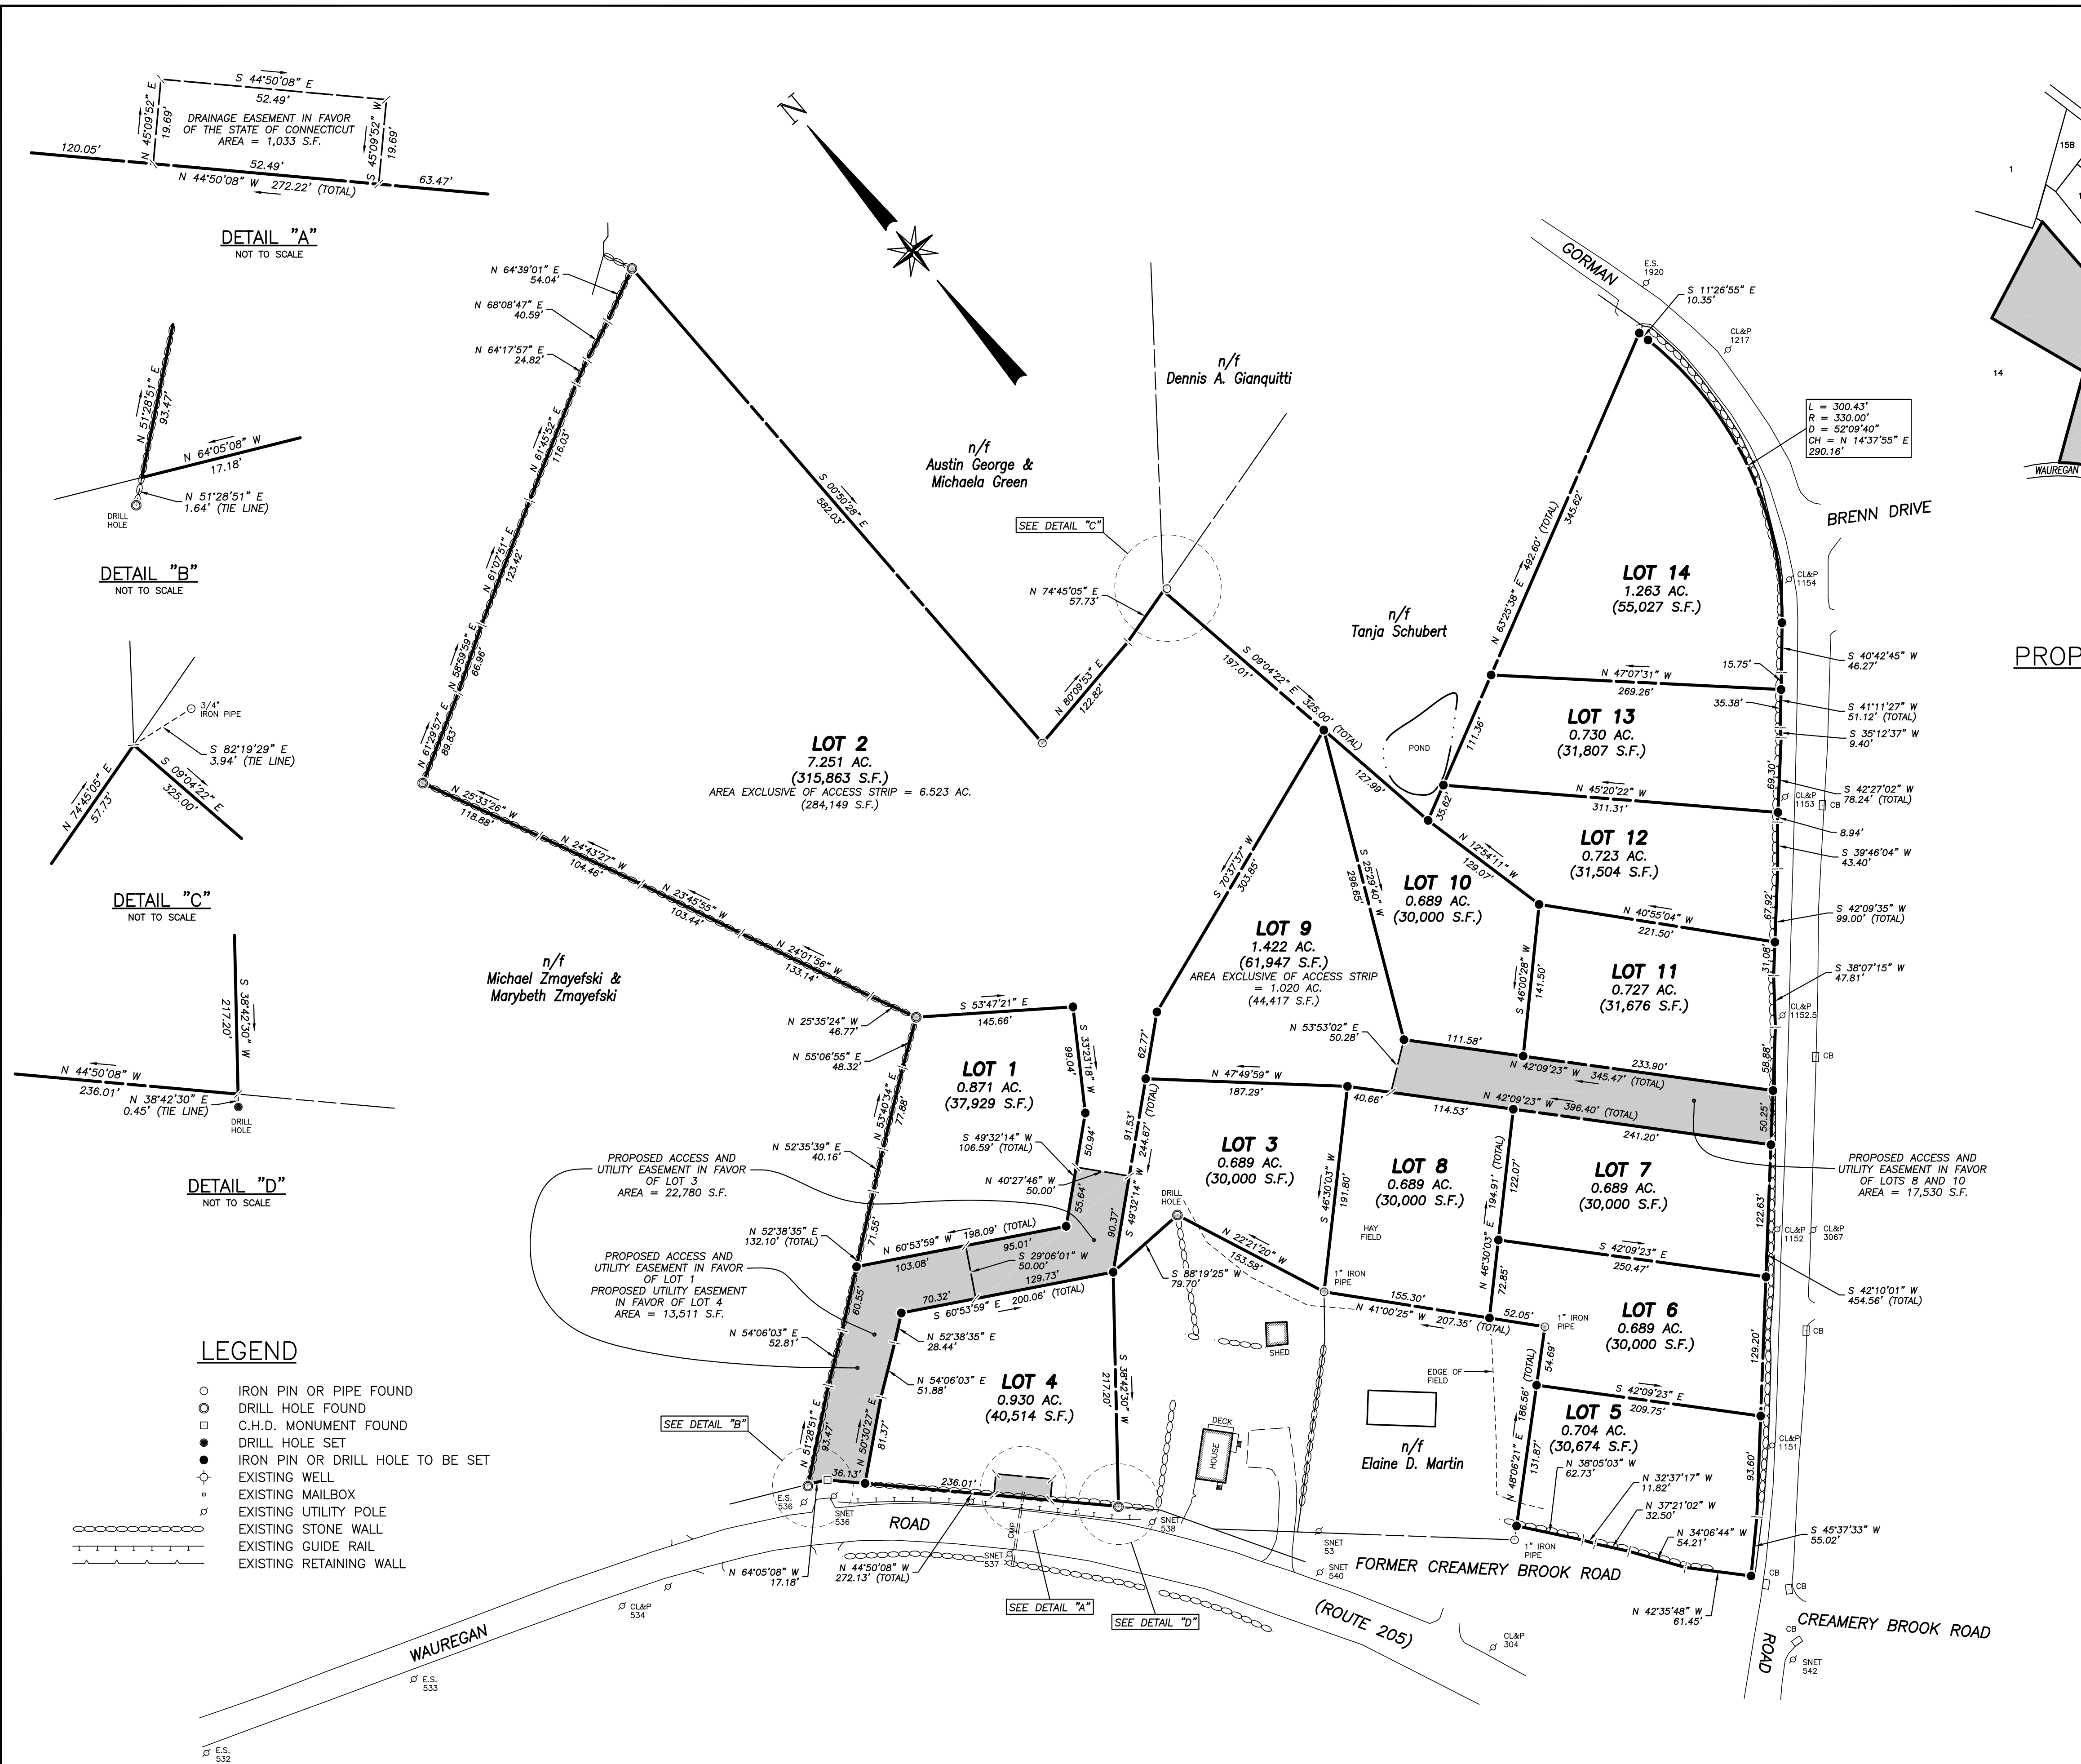 S 44°50'08" E
52.49'
N 45°09'52" E
19.69'
DRAINAGE EASEMENT IN FAVOR
OF THE STATE OF CONNECTICUT
AREA = 1,033 S.F.
S 45°09'52" W
19.69'
120.05'
52.49'
N 44°50'08" W 272.22' (TOTAL)
63.47'
DETAIL "A"
NOT TO SCALE
N 51°28'51" E
93.47'
N 64°05'08" W
17.18'
N 51°28'51" E
1.64' (TIE LINE)
DRILL
HOLE
DETAIL "B"
NOT TO SCALE
3/4"
IRON PIPE
S 82°19'29" E
3.94' (TIE LINE)
N 74°45'05" E
57.73'
S 09°04'22" E
325.00'
DETAIL "C"
NOT TO SCALE
S 38°42'30" W
217.20'
N 44°50'08" W
236.01'
N 38°42'30" E
0.45' (TIE LINE)
DRILL
HOLE
DETAIL "D"
NOT TO SCALE
LEGEND
IRON PIN OR PIPE FOUND
DRILL HOLE FOUND
C.H.D. MONUMENT FOUND
DRILL HOLE SET
IRON PIN OR DRILL HOLE TO BE SET
EXISTING WELL
EXISTING MAILBOX
EXISTING UTILITY POLE
EXISTING STONE WALL
EXISTING GUIDE RAIL
EXISTING RETAINING WALL
N
N 64°39'01" E
54.04'
N 68°08'47" E
40.59'
N 64°17'57" E
24.82'
N 61°45'52" E
116.03'
N 61°07'51" E
123.42'
N 58°59'59" E
66.96'
N 61°29'57" E
89.83'
N 25°33'26" W
118.88'
N 24°43'27" W
104.46'
N 23°45'55" W
103.44'
N 24°01'56" W
133.14'
N 25°35'24" W
46.77'
S 00°50'28" E
582.03'
n/f
Dennis A. Gianquitti
n/f
Austin George &
Michaela Green
SEE DETAIL "C"
N 74°45'05" E
57.73'
N 80°09'53" E
122.82'
LOT 2
7.251 AC.
(315,863 S.F.)
AREA EXCLUSIVE OF ACCESS STRIP = 6.523 AC.
(284,149 S.F.)
n/f
Tanja Schubert
S 09°04'22" E 325.00' (TOTAL)
197.01'
127.99'
POND
GORMAN
E.S.
1920
S 11°26'55" E
10.35'
CL&P
1217
L = 300.43'
R = 330.00'
D = 52°09'40"
CH = N 14°37'55" E
290.16'
BRENN DRIVE
N 63°25'38" E 492.60' (TOTAL)
345.62'
LOT 14
1.263 AC.
(55,027 S.F.)
CL&P
1154
S 40°42'45" W
46.27'
15.75'
N 47°07'31" W
269.26'
35.38'
S 41°11'27" W
51.12' (TOTAL)
S 35°12'37" W
9.40'
111.36'
LOT 13
0.730 AC.
(31,807 S.F.)
69.30'
S 42°27'02" W
78.24' (TOTAL)
CL&P
1153
CB
N 45°20'22" W
311.31'
35.62'
8.94'
LOT 12
0.723 AC.
(31,504 S.F.)
S 39°46'04" W
43.40'
N 12°54'11" W
129.07'
67.92'
S 42°09'35" W
99.00' (TOTAL)
N 40°55'04" W
221.50'
31.08'
LOT 10
0.689 AC.
(30,000 S.F.)
S 25°29'40" W
296.65'
S 70°37'37" W
303.85'
LOT 9
1.422 AC.
(61,947 S.F.)
AREA EXCLUSIVE OF ACCESS STRIP
= 1.020 AC.
(44,417 S.F.)
S 46°00'28" W
141.50'
LOT 11
0.727 AC.
(31,676 S.F.)
S 38°07'15" W
47.81'
CL&P
1152.5
CB
58.88'
N 53°53'02" E
50.28'
111.58'
233.90'
N 42°09'23" W 345.47' (TOTAL)
50.25'
N 42°09'23" W 396.40' (TOTAL)
40.66'
114.53'
241.20'
PROPOSED ACCESS AND
UTILITY EASEMENT IN FAVOR
OF LOTS 8 AND 10
AREA = 17,530 S.F.
n/f
Michael Zmayefski &
Marybeth Zmayefski
N 55°06'55" E
48.32'
S 53°47'21" E
145.66'
S 33°23'18" W
99.04'
LOT 1
0.871 AC.
(37,929 S.F.)
N 53°40'34" E
77.88'
N 52°35'39" E
40.16'
S 49°32'14" W
106.59' (TOTAL)
50.94'
62.77'
N 47°49'59" W
187.29'
91.53'
S 49°32'14" W 244.67' (TOTAL)
N 40°27'46" W
50.00'
55.64'
90.37'
PROPOSED ACCESS AND
UTILITY EASEMENT IN FAVOR
OF LOT 3
AREA = 22,780 S.F.
71.55'
N 52°38'35" E
132.10' (TOTAL)
N 60°53'59" W 198.09' (TOTAL)
103.08'
95.01'
S 29°06'01" W
50.00'
129.73'
70.32'
S 60°53'59" E 200.06' (TOTAL)
PROPOSED ACCESS AND
UTILITY EASEMENT IN FAVOR
OF LOT 1
PROPOSED UTILITY EASEMENT
IN FAVOR OF LOT 4
AREA = 13,511 S.F.
60.55'
N 54°06'03" E
52.81'
N 52°38'35" E
28.44'
N 54°06'03" E
51.88'
LOT 4
0.930 AC.
(40,514 S.F.)
S 38°42'30" W
217.20'
N 50°30'27" E
81.37'
N 51°28'51" E
93.47'
SEE DETAIL "B"
36.13'
236.01'
DRILL
HOLE
S 88°19'25" W
79.70'
N 22°21'20" W
153.58'
LOT 3
0.689 AC.
(30,000 S.F.)
S 46°30'03" W
191.80'
LOT 8
0.689 AC.
(30,000 S.F.)
HAY
FIELD
N 46°30'03" E 194.91' (TOTAL)
122.07'
72.85'
LOT 7
0.689 AC.
(30,000 S.F.)
122.63'
CL&P
1152
CL&P
3067
S 42°09'23" E
250.47'
S 42°10'01" W
454.56' (TOTAL)
1" IRON
PIPE
155.30'
52.05'
N 41°00'25" W 207.35' (TOTAL)
1" IRON
PIPE
LOT 6
0.689 AC.
(30,000 S.F.)
129.20'
CB
SHED
EDGE OF
FIELD
54.69'
N 48°06'21" E 186.56' (TOTAL)
131.87'
S 42°09'23" E
209.75'
LOT 5
0.704 AC.
(30,674 S.F.)
93.60'
CL&P
1151
DECK
HOUSE
n/f
Elaine D. Martin
N 38°05'03" W
62.73'
N 32°37'17" W
11.82'
N 37°21'02" W
32.50'
N 34°06'44" W
54.21'
S 45°37'33" W
55.02'
1" IRON
PIPE
N 42°35'48" W
61.45'
CB
CB
E.S.
536
SNET
536
ROAD
CMP
SNET
537
SNET
538
SNET
53
SNET
540
FORMER CREAMERY BROOK ROAD
N 64°05'08" W
17.18'
N 44°50'08" W
272.13' (TOTAL)
SEE DETAIL "A"
SEE DETAIL "D"
(ROUTE 205)
CL&P
304
ROAD
CREAMERY BROOK ROAD
CB
SNET
542
CL&P
534
WAUREGAN
E.S.
533
E.S.
532
15B
1
14
WAUREGAN
PROP